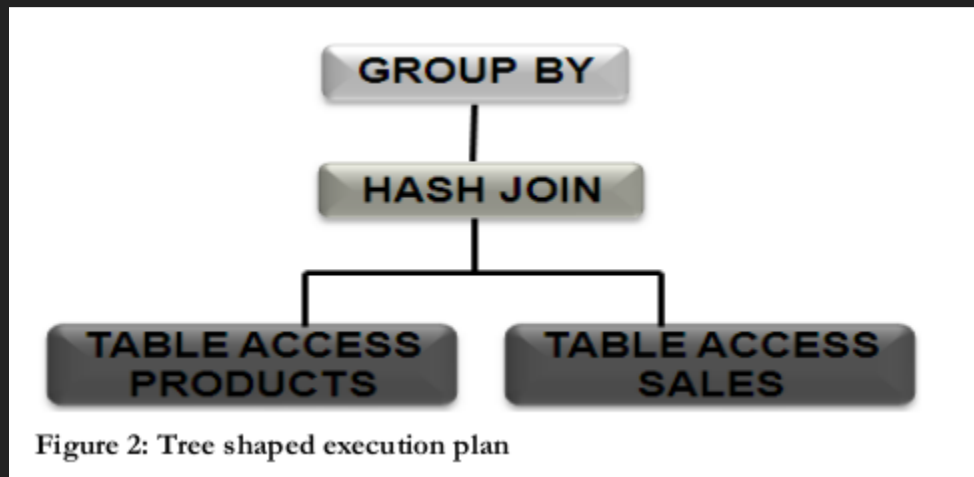 GROUP BY
HASH JOIN
TABLE ACCESS
PRODUCTS
TABLE ACCESS
SALES
Figure 2: Tree shaped execution plan